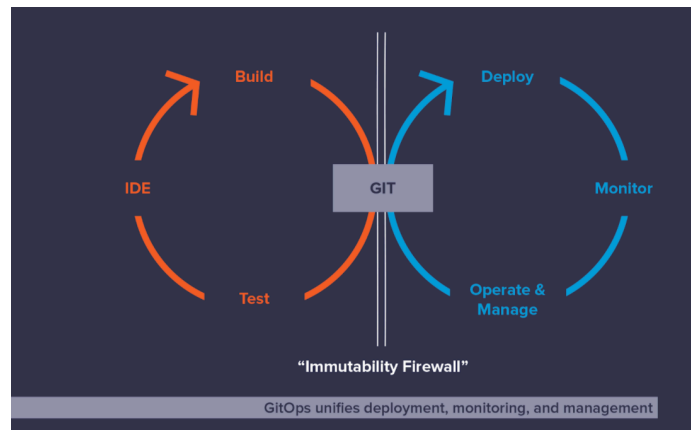 Build
Deploy
IDE
GIT
Monitor
Test
Operate &
Manage
“Immutability Firewall”
GitOps unifies deployment, monitoring, and management